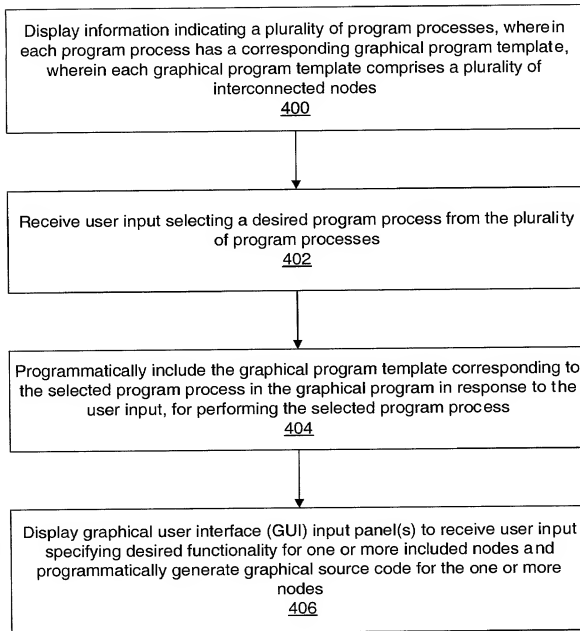 Display information indicating a plurality of program processes, wherein
each program process has a corresponding graphical program template,
wherein each graphical program template comprises a plurality of
interconnected nodes
400
Receive user input selecting a desired program process from the plurality
of program processes
402
Programmatically include the graphical program template corresponding to
the selected program process in the graphical program in response to the
user input, for performing the selected program process
404
Display graphical user interface (GUI) input panel(s) to receive user input
specifying desired functionality for one or more included nodes and
programmatically generate graphical source code for the one or more
nodes
406